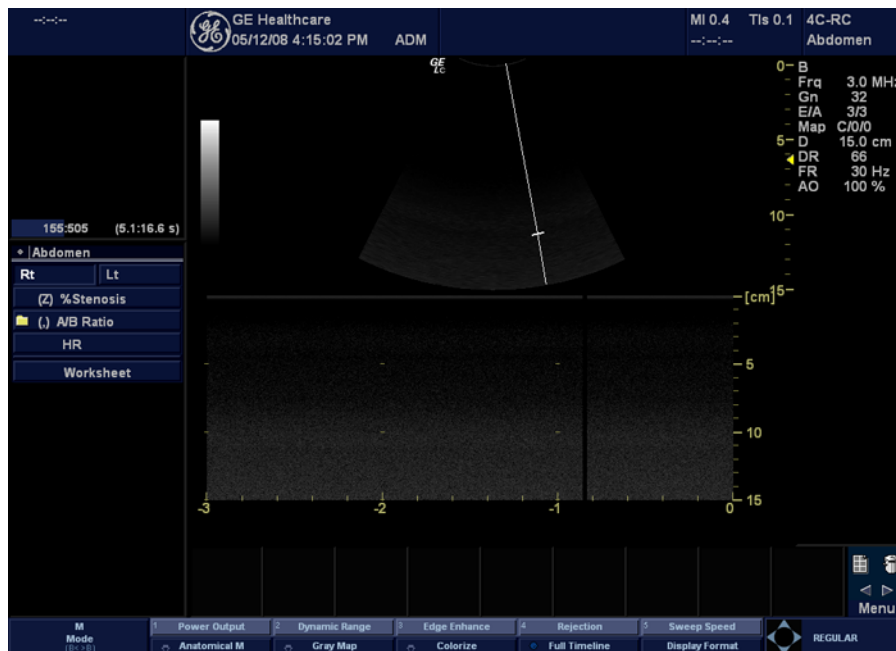 --:--:--
GE Healthcare
05/12/08 4:15:02 PM ADM
MI 0.4 TIs 0.1
--:--:--
4C-RC
Abdomen
GE
LC
0
5
10
15
B
Frq 3.0 MHz
Gn 32
E/A 3/3
Map C/0/0
D 15.0 cm
DR 66
FR 30 Hz
AO 100 %
155:505 (5.1:16.6 s)
Abdomen
Rt Lt
(Z) %Stenosis
(,) A/B Ratio
HR
Worksheet
[cm]
5
10
15
-3 -2 -1 0
Menu
M
Mode
1 Power Output 2 Dynamic Range 3 Edge Enhance 4 Rejection 5 Sweep Speed
Anatomical M Gray Map Colorize Full Timeline Display Format
REGULAR